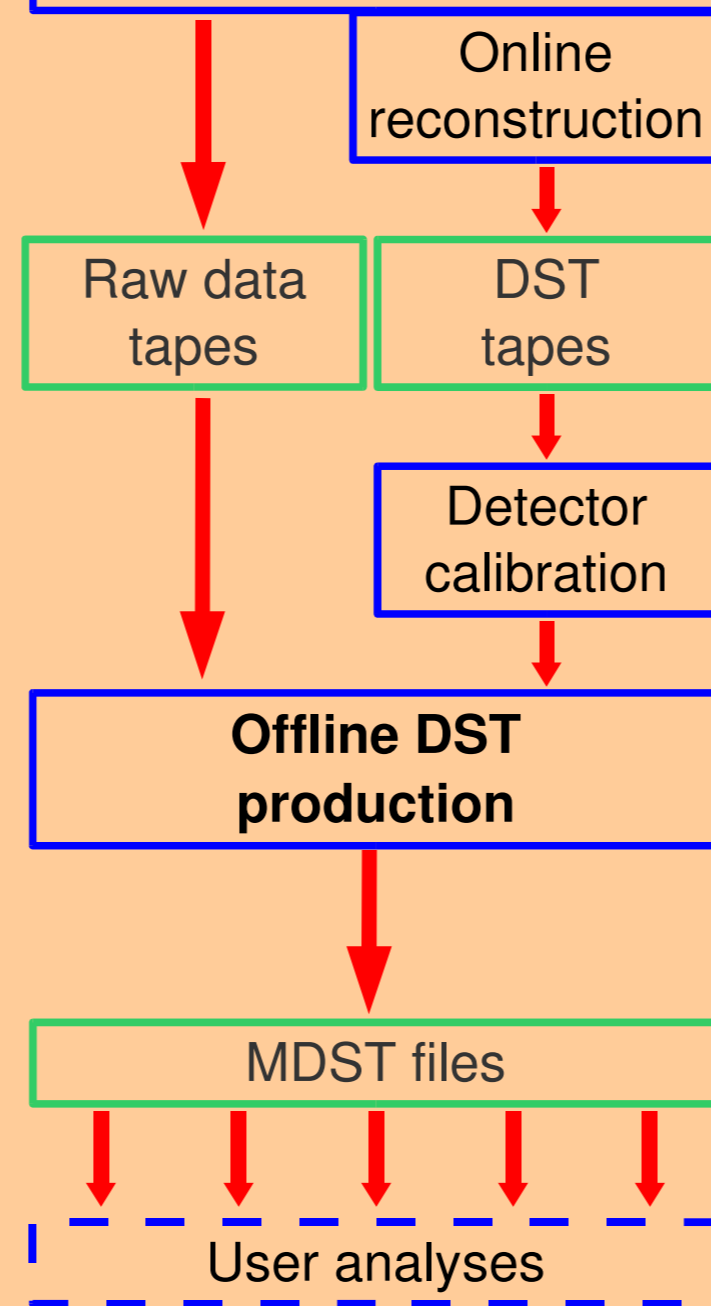 Online
reconstruction
Raw data
tapes
DST
tapes
Detector
calibration
Offline DST
production
MDST files
User analyses